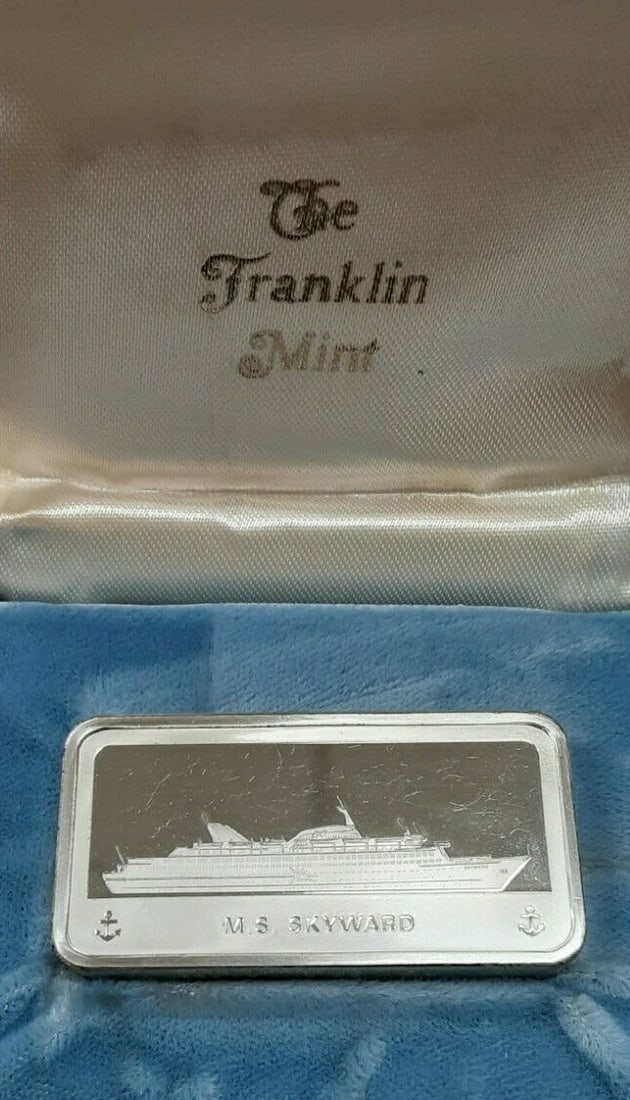 The
Franklin
Mint
M.S. SKYWARD